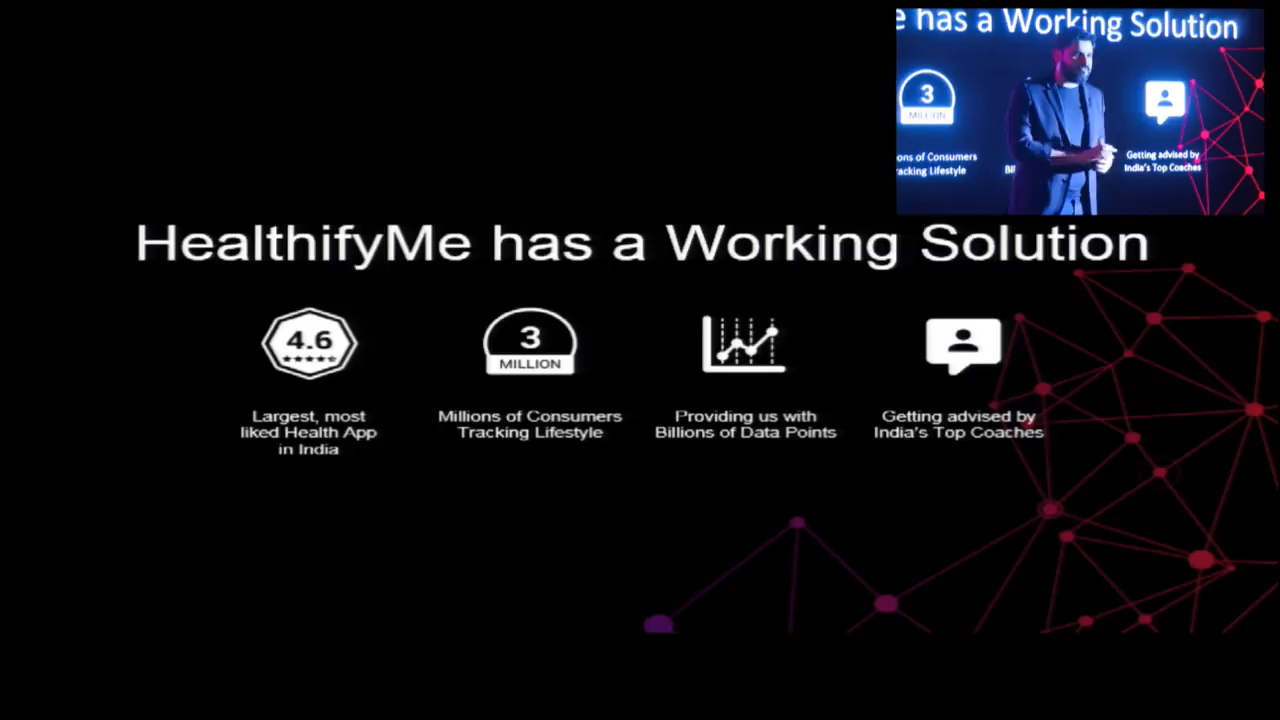 e has a Working Solution
3
MILLION
ons of Consumers
racking Lifestyle
Getting advised by
India's Top Coaches
HealthifyMe has a Working Solution
4.6
3
MILLION
Largest, most
liked Health App
in India
Millions of Consumers
Tracking Lifestyle
Providing us with
Billions of Data Points
Getting advised by
India's Top Coaches